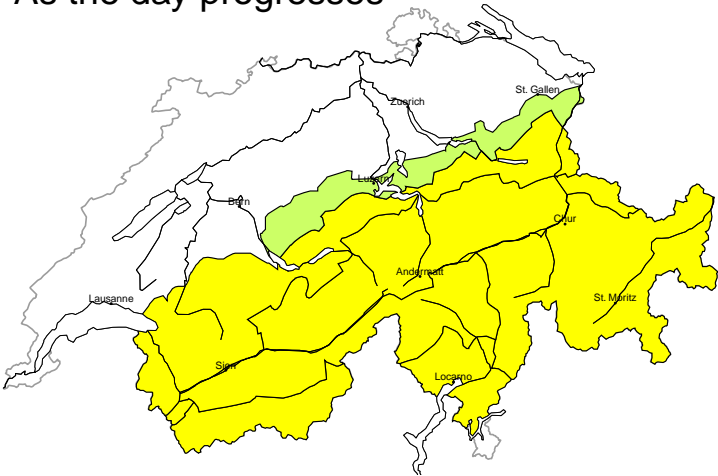 As the day progresses
St. Gallen
Zuerich
Luzern
Bern
Chur
Andermatt
Lausanne
St. Moritz
Sion
Locarno